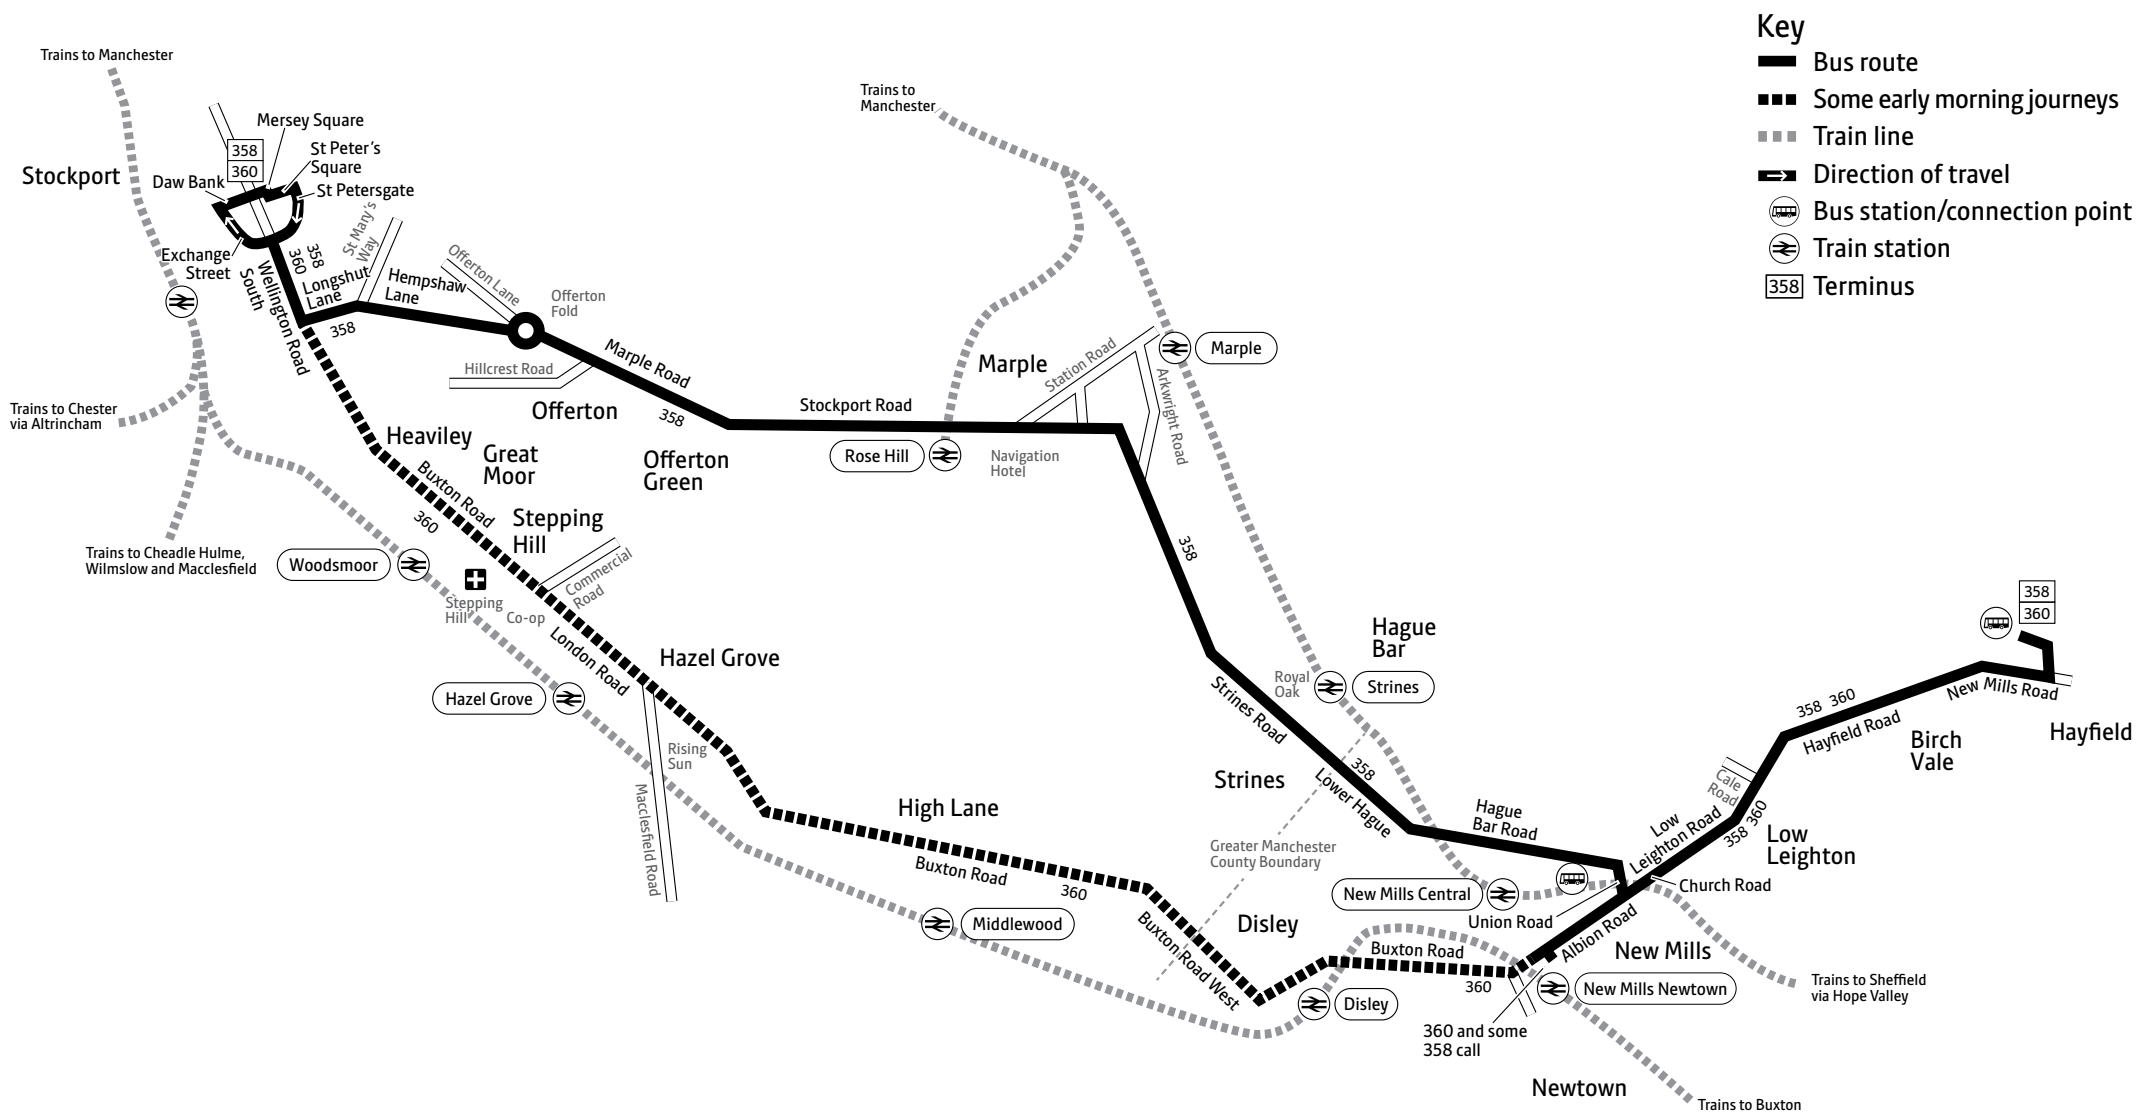 Key
Bus route
Some early morning journeys
Train line
Direction of travel
Bus station/connection point
Train station
358
Terminus
Trains to Manchester
Mersey Square
358
360
St Peter's
Square
Stockport
Daw Bank
St Petersgate
Exchange
Street
St Mary's
Way
358
360
Wellington Road
South
Longshut
Lane
358
Hempshaw
Lane
Offerton Lane
Offerton
Fold
Hillcrest Road
Marple Road
Offerton
358
Trains to
Manchester
Stockport Road
Marple
Station Road
Marple
Arkwright Road
Rose Hill
Navigation
Hotel
Trains to Chester
via Altrincham
Heaviley
Great
Moor
Offerton
Green
Buxton Road
360
Stepping
Hill
Trains to Cheadle Hulme,
Wilmslow and Macclesfield
Woodsmoor
Commercial
Road
Stepping
Hill
Co-op
London Road
Hazel Grove
Hazel Grove
Rising
Sun
Macclesfield Road
358
Hague
Bar
Royal
Oak
Strines
Strines Road
Strines
358
Lower Hague
358
360
358 360
New Mills Road
Hayfield Road
Birch
Vale
Hayfield
Cale
Road
High Lane
Buxton Road
360
Greater Manchester
County Boundary
Hague
Bar Road
Low
Leighton Road
358 360
Low
Leighton
New Mills Central
Church Road
Union Road
Albion Road
Middlewood
Buxton Road West
Disley
Buxton Road
New Mills
360
Disley
New Mills Newtown
Trains to Sheffield
via Hope Valley
360 and some
358 call
Newtown
Trains to Buxton